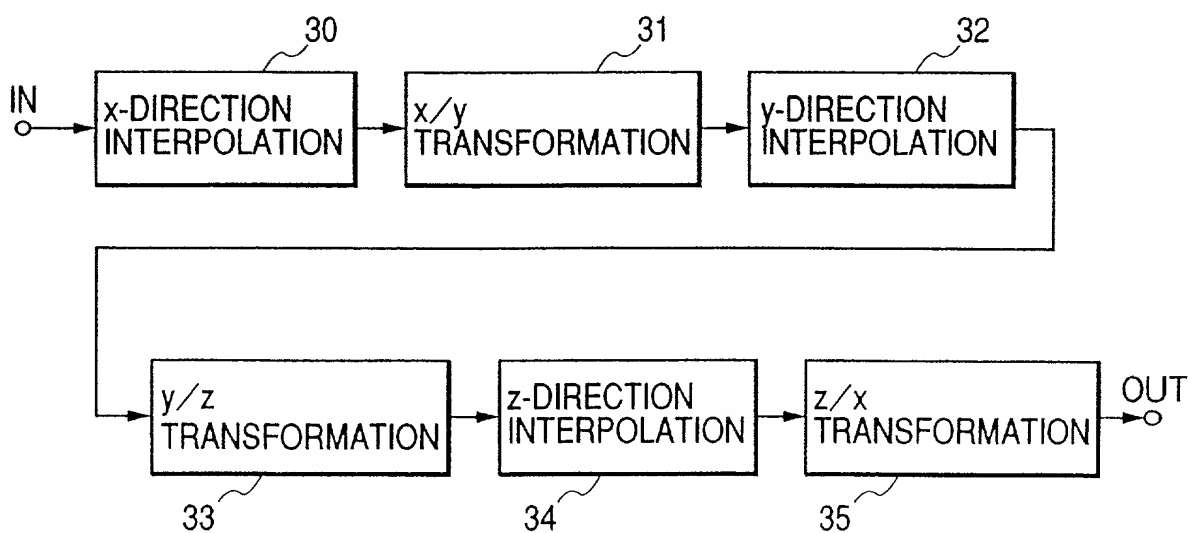 30
31
32
IN
x-DIRECTION
INTERPOLATION
x/y
TRANSFORMATION
y-DIRECTION
INTERPOLATION
y/z
TRANSFORMATION
z-DIRECTION
INTERPOLATION
z/x
TRANSFORMATION
OUT
33
34
35